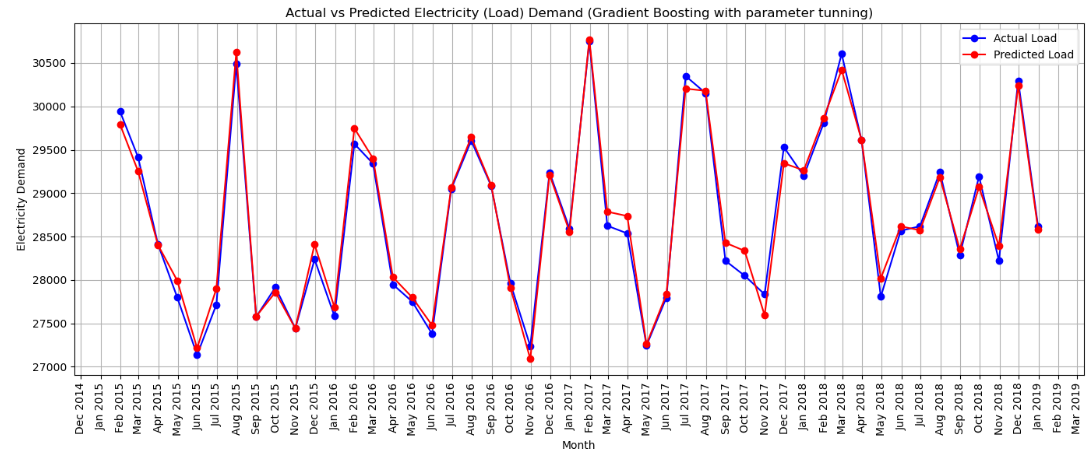 Actual vs Predicted Electricity (Load) Demand (Gradient Boosting with parameter tunning)
Actual Load
Predicted Load
Electricity Demand
30500
30000
29500
29000
28500
28000
27500
27000
Dec 2014
Jan 2015
Feb 2015
Mar 2015
Apr 2015
May 2015
Jun 2015
Jul 2015
Aug 2015
Sep 2015
Oct 2015
Nov 2015
Dec 2015
Jan 2016
Feb 2016
Mar 2016
Apr 2016
May 2016
Jun 2016
Jul 2016
Aug 2016
Sep 2016
Oct 2016
Nov 2016
Dec 2016
Jan 2017
Feb 2017
Mar 2017
Apr 2017
May 2017
Jun 2017
Jul 2017
Aug 2017
Sep 2017
Oct 2017
Nov 2017
Dec 2017
Jan 2018
Feb 2018
Mar 2018
Apr 2018
May 2018
Jun 2018
Jul 2018
Aug 2018
Sep 2018
Oct 2018
Nov 2018
Dec 2018
Jan 2019
Feb 2019
Mar 2019
Month